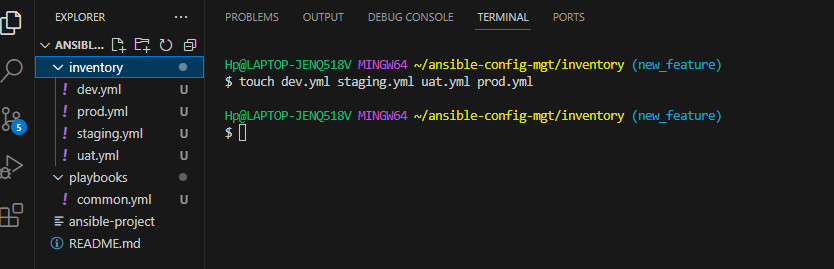 EXPLORER
ANSIBL...
inventory
! dev.yml U
! prod.yml U
! staging.yml U
! uat.yml U
playbooks
! common.yml U
ansible-project
README.md
5
PROBLEMS OUTPUT DEBUG CONSOLE TERMINAL PORTS
Hp@LAPTOP-JENQ518V MINGW64 ~/ansible-config-mgt/inventory (new_feature)
$ touch dev.yml staging.yml uat.yml prod.yml
Hp@LAPTOP-JENQ518V MINGW64 ~/ansible-config-mgt/inventory (new_feature)
$